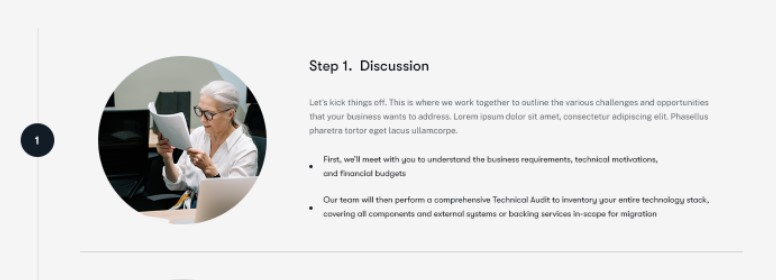 Step 1. Discussion
Let's kick things off. This is where we work together to outline the various challenges and opportunities
that your business wants to address. Lorem ipsum dolor sit amet, consectetur adipiscing elit. Phasellus
pharetra tortor eget lacus ullamcorpe.
1
First, we'll meet with you to understand the business requirements, technical motivations,
and financial budgets
Our team will then perform a comprehensive Technical Audit to inventory your entire technology stack,
covering all components and external systems or backing services in-scope for migration